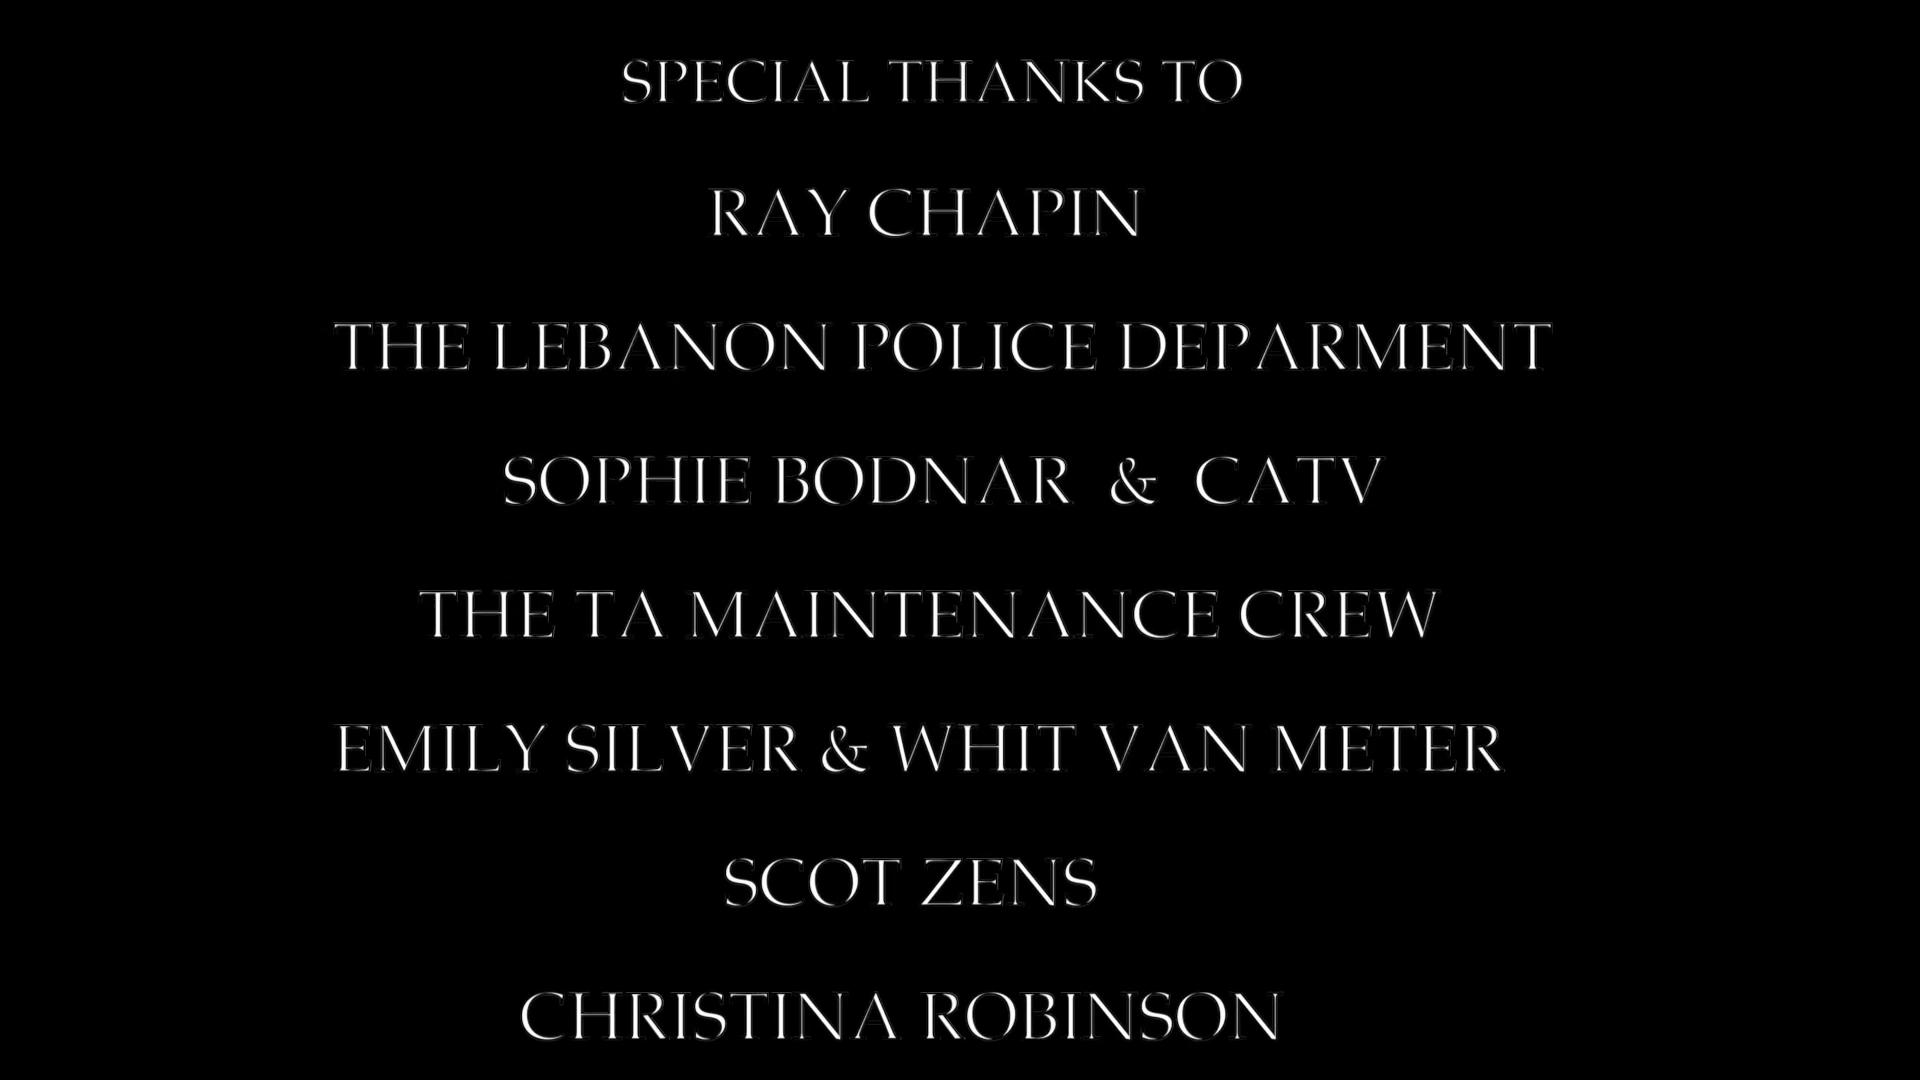 SPECIAL THANKS TO
RAY CHAPIN
THE LEBANON POLICE DEPARMENT
SOPHIE BODNAR & CATV
THE TA MAINTENANCE CREW
EMILY SILVER & WHIT VAN METER
SCOT ZENS
CHRISTINA ROBINSON